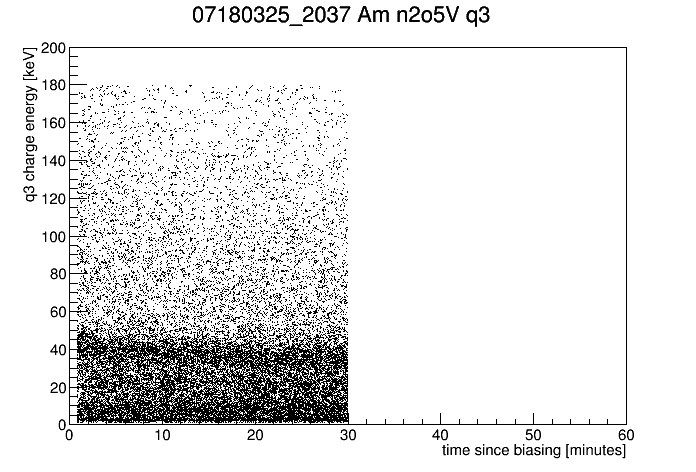 07180325_2037 Am n2o5V q3
q3 charge energy [keV]
200
180
160
140
120
100
80
60
40
20
0
0 10 20 30 40 50 60
time since biasing [minutes]